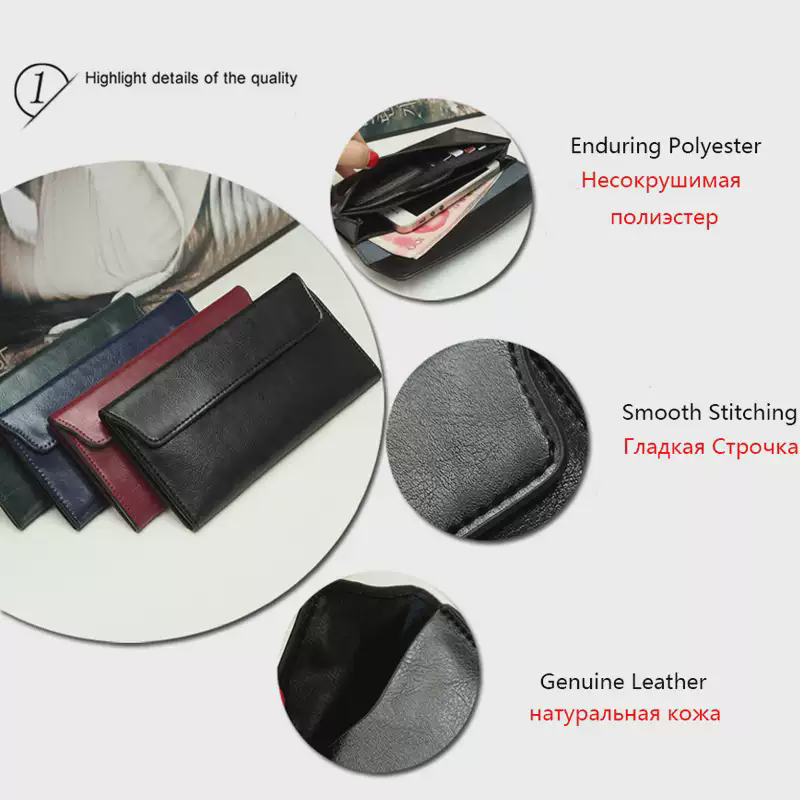 1
Highlight details of the quality
Enduring Polyester
Несокрушимая
полиэстер
Smooth Stitching
Гладкая Строчка
Genuine Leather
натуральная кожа